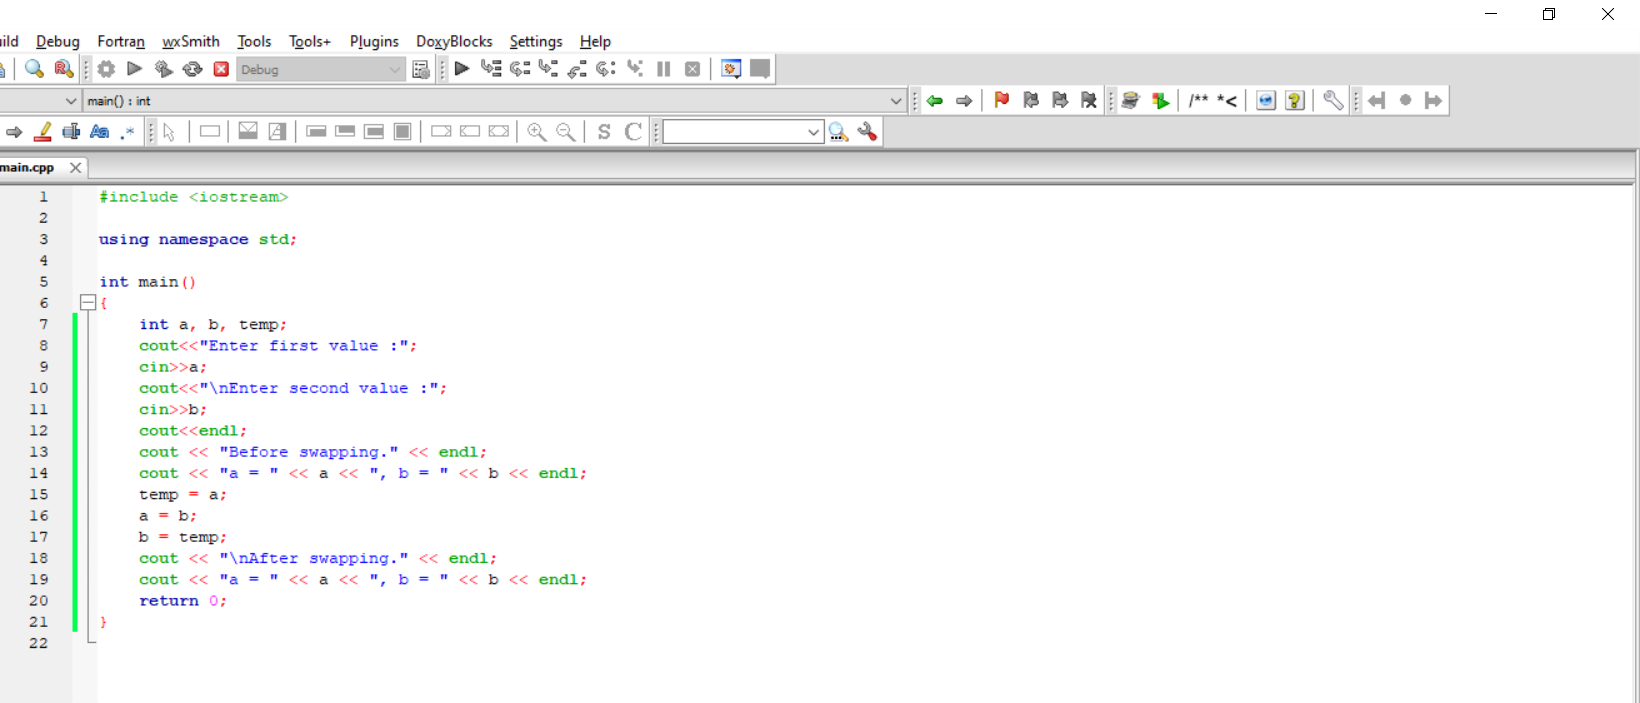 Debug Fortran wxSmith Tools Tools+ Plugins DoxyBlocks Settings Help
Debug
main() : int
/** *<
Aa .*
S C
main.cpp
1 #include <iostream>
2
3 using namespace std;
4
5 int main()
6 {
7 int a, b, temp;
8 cout<<"Enter first value :";
9 cin>>a;
10 cout<<"\nEnter second value :";
11 cin>>b;
12 cout<<endl;
13 cout << "Before swapping." << endl;
14 cout << "a = " << a << ", b = " << b << endl;
15 temp = a;
16 a = b;
17 b = temp;
18 cout << "\nAfter swapping." << endl;
19 cout << "a = " << a << ", b = " << b << endl;
20 return 0;
21 }
22